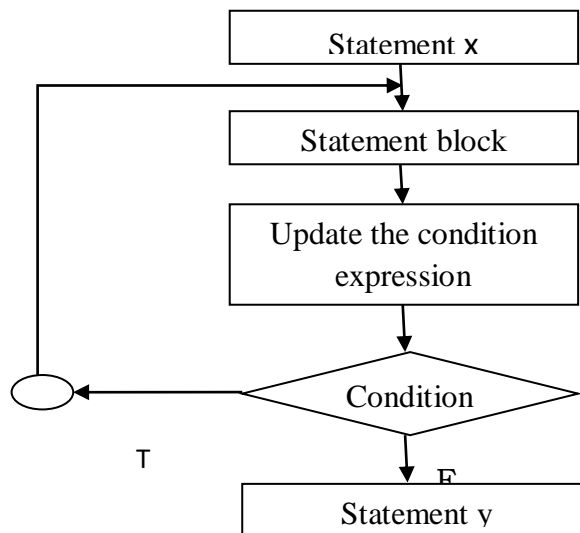 Statement x
Statement block
Update the condition
expression
Condition
T
F
Statement y